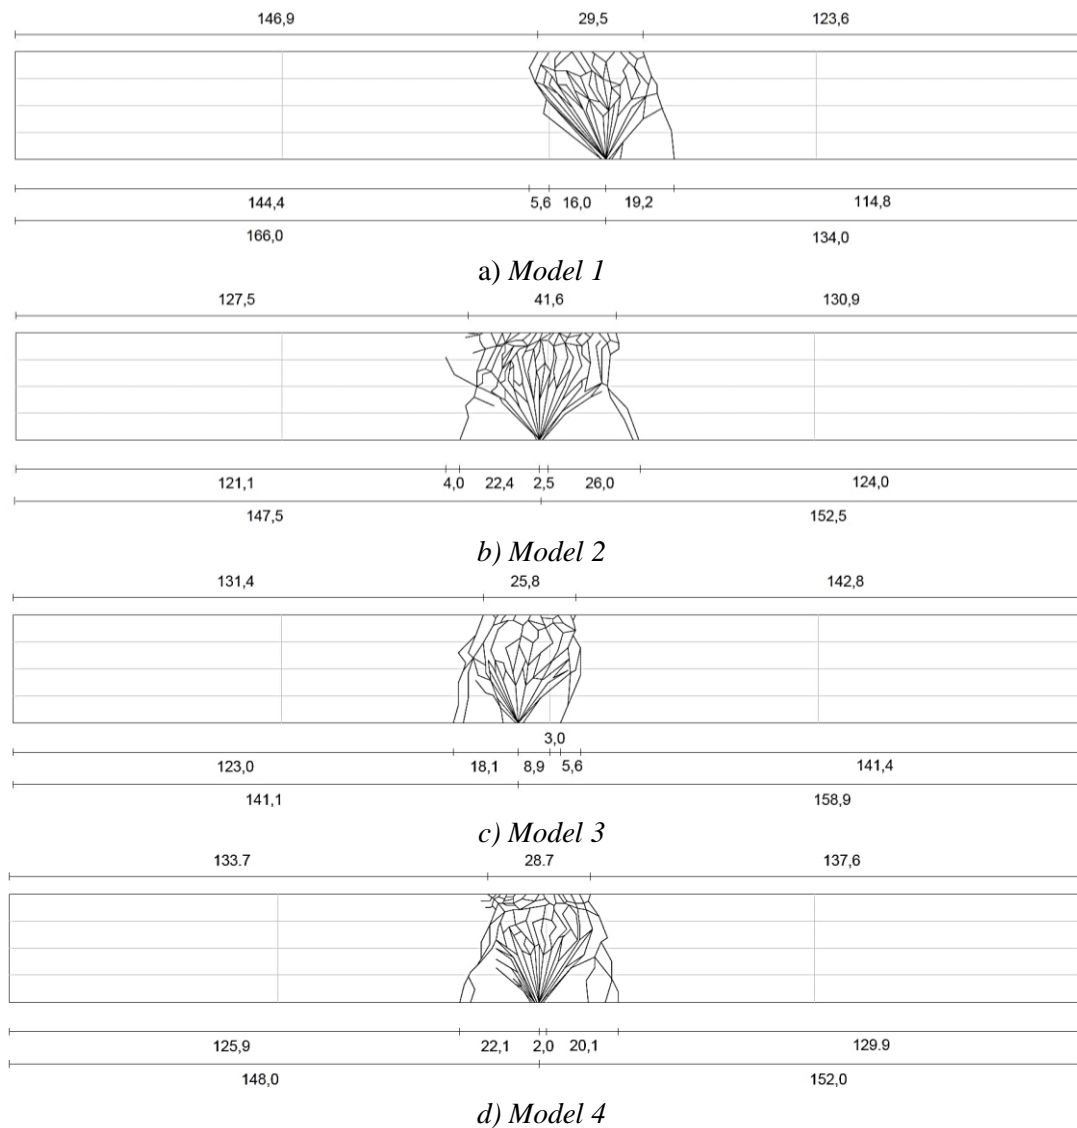 146,9 29,5 123,6
5,6 16,0 19,2
144,4 114,8
166,0 134,0
a) Model 1
127,5 41,6 130,9
121,1 4,0 22,4 2,5 26,0 124,0
147,5 152,5
b) Model 2
131,4 25,8 142,8
3,0
123,0 18,1 8,9 5,6 141,4
141,1 158,9
c) Model 3
133.7 28.7 137,6
125,9 22,1 2,0 20,1 129.9
148,0 152,0
d) Model 4